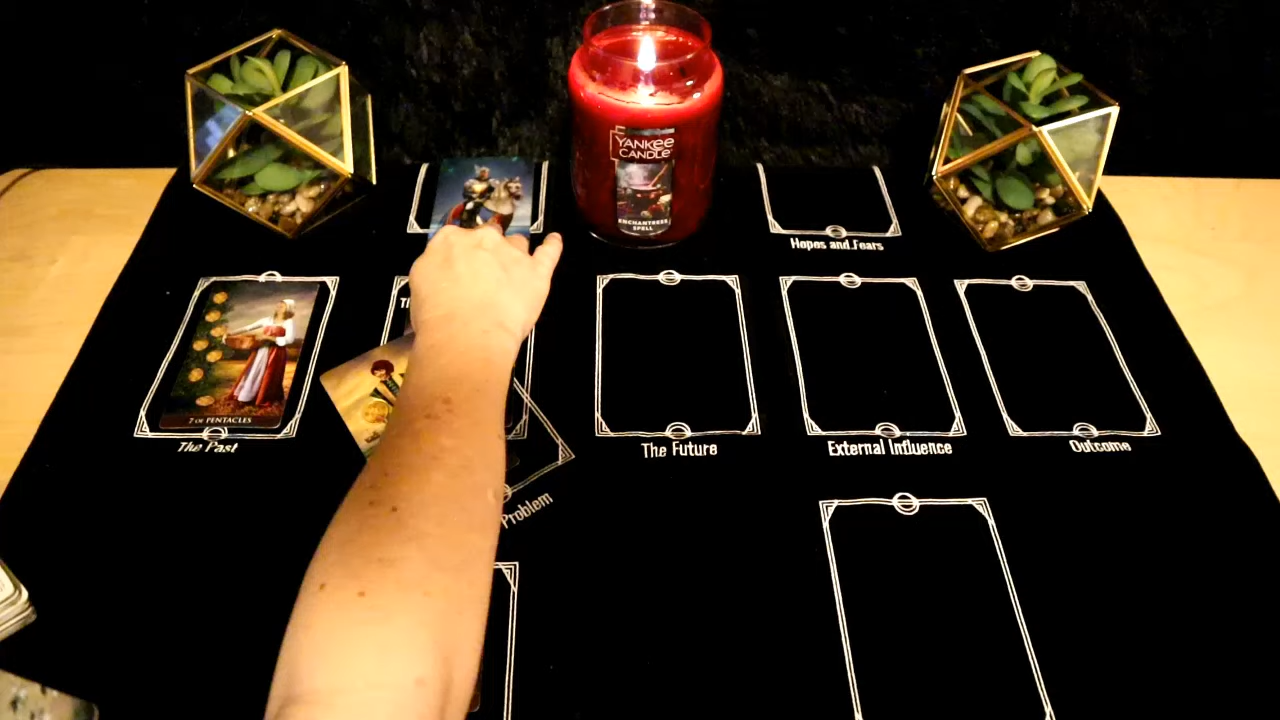 YANKEE
CANDLE
ENCHANTRESS
SPELL
Hopes and Fears
7 OF PENTACLES
The Past
The Future
External Influence
Outcome
Problem